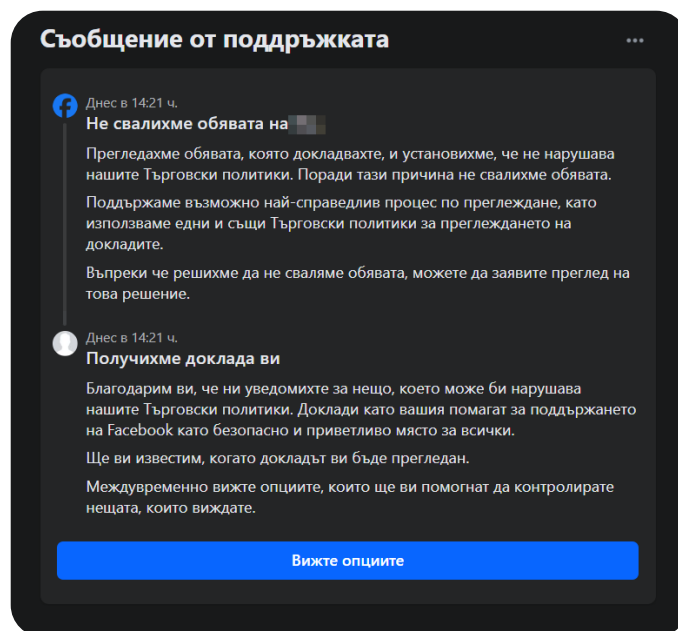 Съобщение от поддръжката
Днес в 14:21 ч.
Не свалихме обявата на
Прегледахме обявата, която докладвахте, и установихме, че не нарушава
нашите Търговски политики. Поради тази причина не свалихме обявата.
Поддържаме възможно най-справедлив процес по преглеждане, като
използваме едни и същи Търговски политики за преглеждането на
докладите.
Въпреки че решихме да не сваляме обявата, можете да заявите преглед на
това решение.
Днес в 14:21 ч.
Получихме доклада ви
Благодарим ви, че ни уведомихте за нещо, което може би нарушава
нашите Търговски политики. Доклади като вашия помагат за поддържането
на Facebook като безопасно и приветливо място за всички.
Ще ви известим, когато докладът ви бъде прегледан.
Междувременно вижте опциите, които ще ви помогнат да контролирате
нещата, които виждате.
Вижте опциите